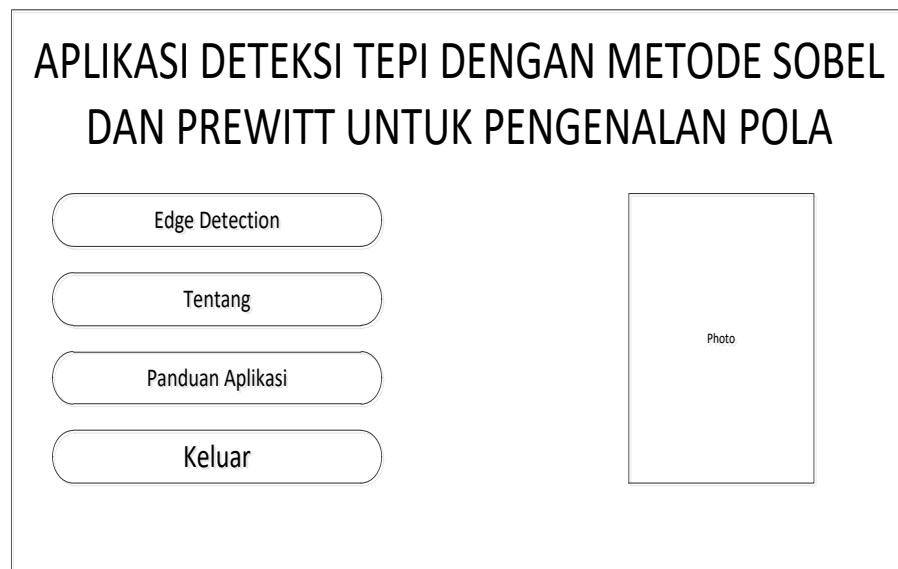 APLIKASI DETEKSI TEPI DENGAN METODE SOBEL
DAN PREWITT UNTUK PENGENALAN POLA
Edge Detection
Tentang
Photo
Panduan Aplikasi
Keluar